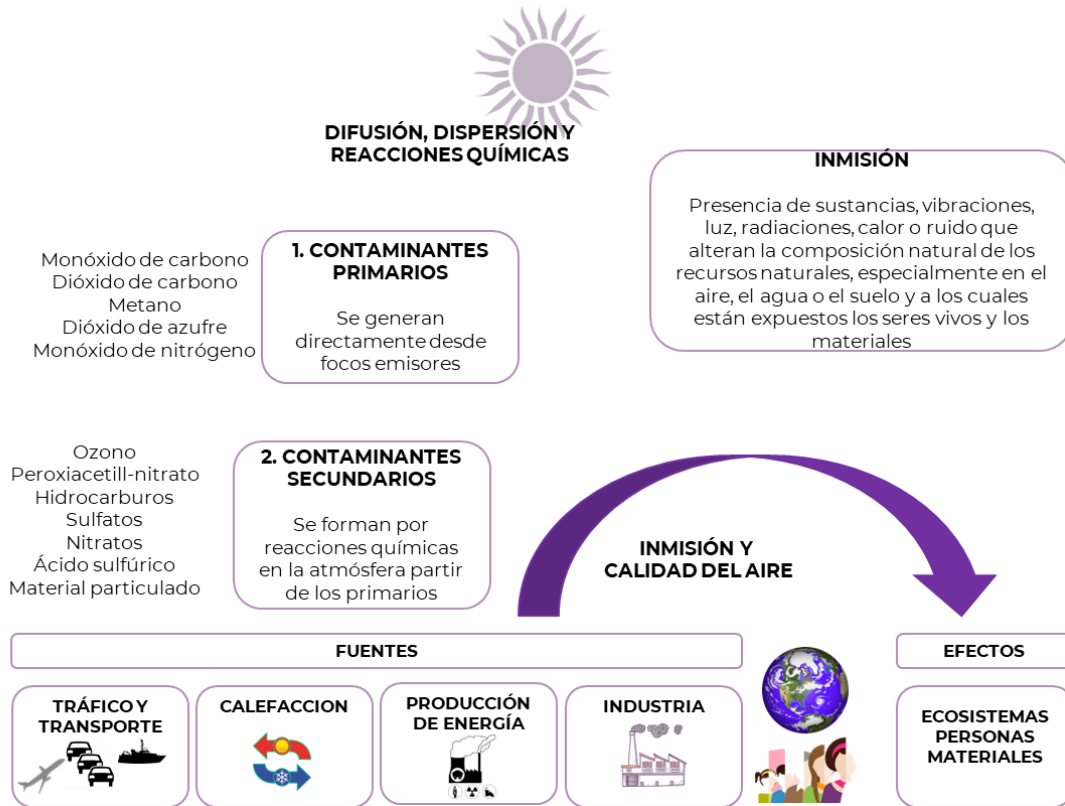 DIFUSIÓN, DISPERSIÓN Y
REACCIONES QUÍMICAS
INMISIÓN
Presencia de sustancias, vibraciones,
luz, radiaciones, calor o ruido que
alteran la composición natural de los
recursos naturales, especialmente en el
aire, el agua o el suelo y a los cuales
están expuestos los seres vivos y los
materiales
Monóxido de carbono
Dióxido de carbono
Metano
Dióxido de azufre
Monóxido de nitrógeno
1. CONTAMINANTES
PRIMARIOS
Se generan
directamente desde
focos emisores
Ozono
Peroxiacetill-nitrato
Hidrocarburos
Sulfatos
Nitratos
Ácido sulfúrico
Material particulado
2. CONTAMINANTES
SECUNDARIOS
Se forman por
reacciones químicas
en la atmósfera partir
de los primarios
INMISIÓN Y
CALIDAD DEL AIRE
FUENTES
EFECTOS
TRÁFICO Y
TRANSPORTE
CALEFACCION
PRODUCCIÓN
DE ENERGÍA
INDUSTRIA
ECOSISTEMAS
PERSONAS
MATERIALES